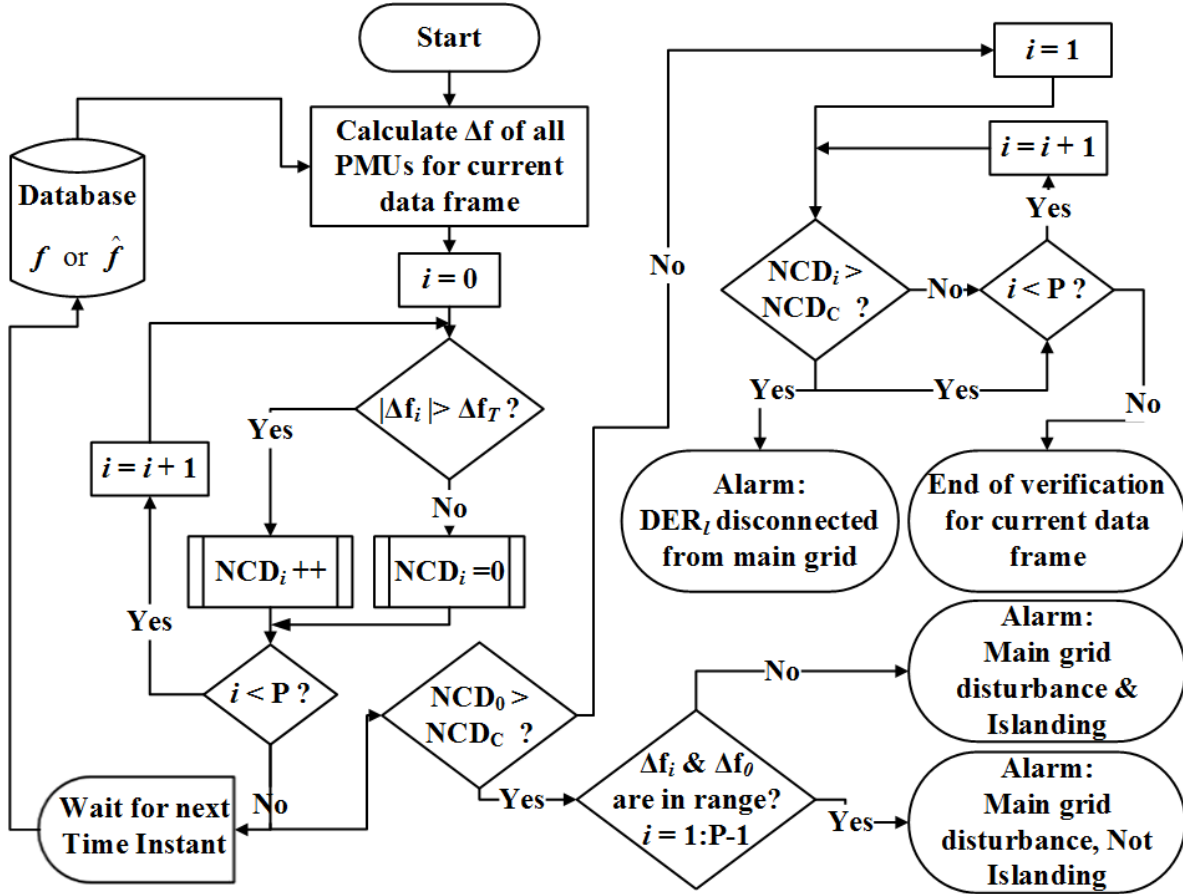 Start
Calculate Δf of all
PMUs for current
data frame
Database
f or f̂
i = 0
|Δfᵢ| > Δf_T ?
Yes
No
i = i + 1
NCDᵢ ++
NCDᵢ =0
Yes
i < P ?
No
Wait for next
Time Instant
NCD₀ >
NCD_C ?
No
Yes
i = 1
i = i + 1
Yes
NCDᵢ >
NCD_C ?
No
i < P ?
Yes
Yes
No
Alarm:
DERₗ disconnected
from main grid
End of verification
for current data
frame
Δfᵢ & Δf₀
are in range?
i = 1:P-1
No
Yes
Alarm:
Main grid
disturbance &
Islanding
Alarm:
Main grid
disturbance, Not
Islanding